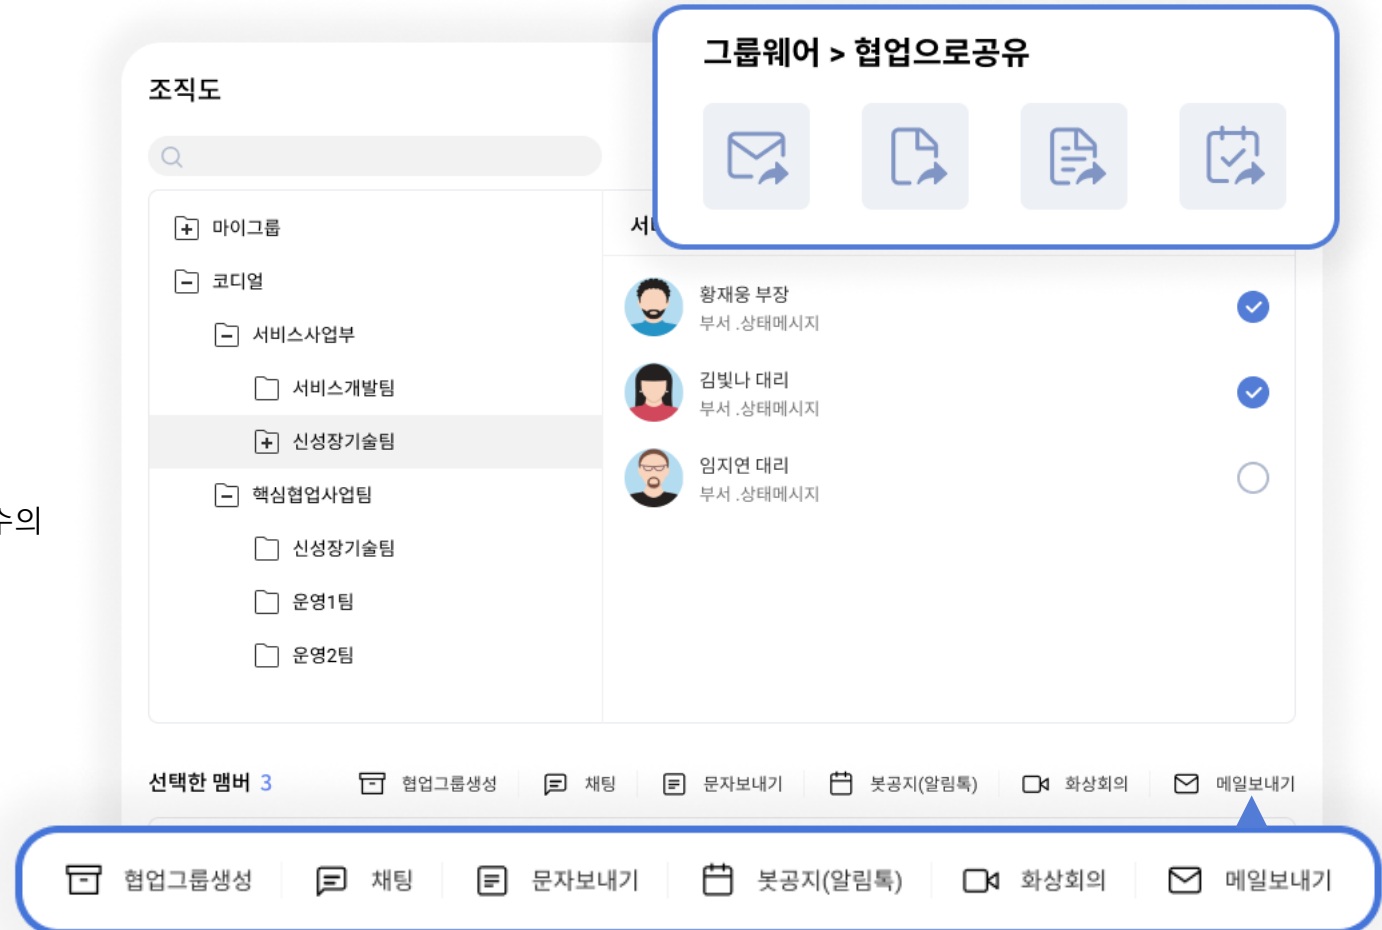 그룹웨어 > 협업으로공유
조직도
마이그룹
코디얼
서비스사업부
서비스개발팀
신성장기술팀
핵심협업사업팀
신성장기술팀
운영1팀
운영2팀
황재웅 부장
부서 .상태메시지
김빛나 대리
부서 .상태메시지
임지연 대리
부서 .상태메시지
수의
선택한 맴버 3 협업그룹생성 채팅 문자보내기 봇공지(알림톡) 화상회의 메일보내기
협업그룹생성 채팅 문자보내기 봇공지(알림톡) 화상회의 메일보내기